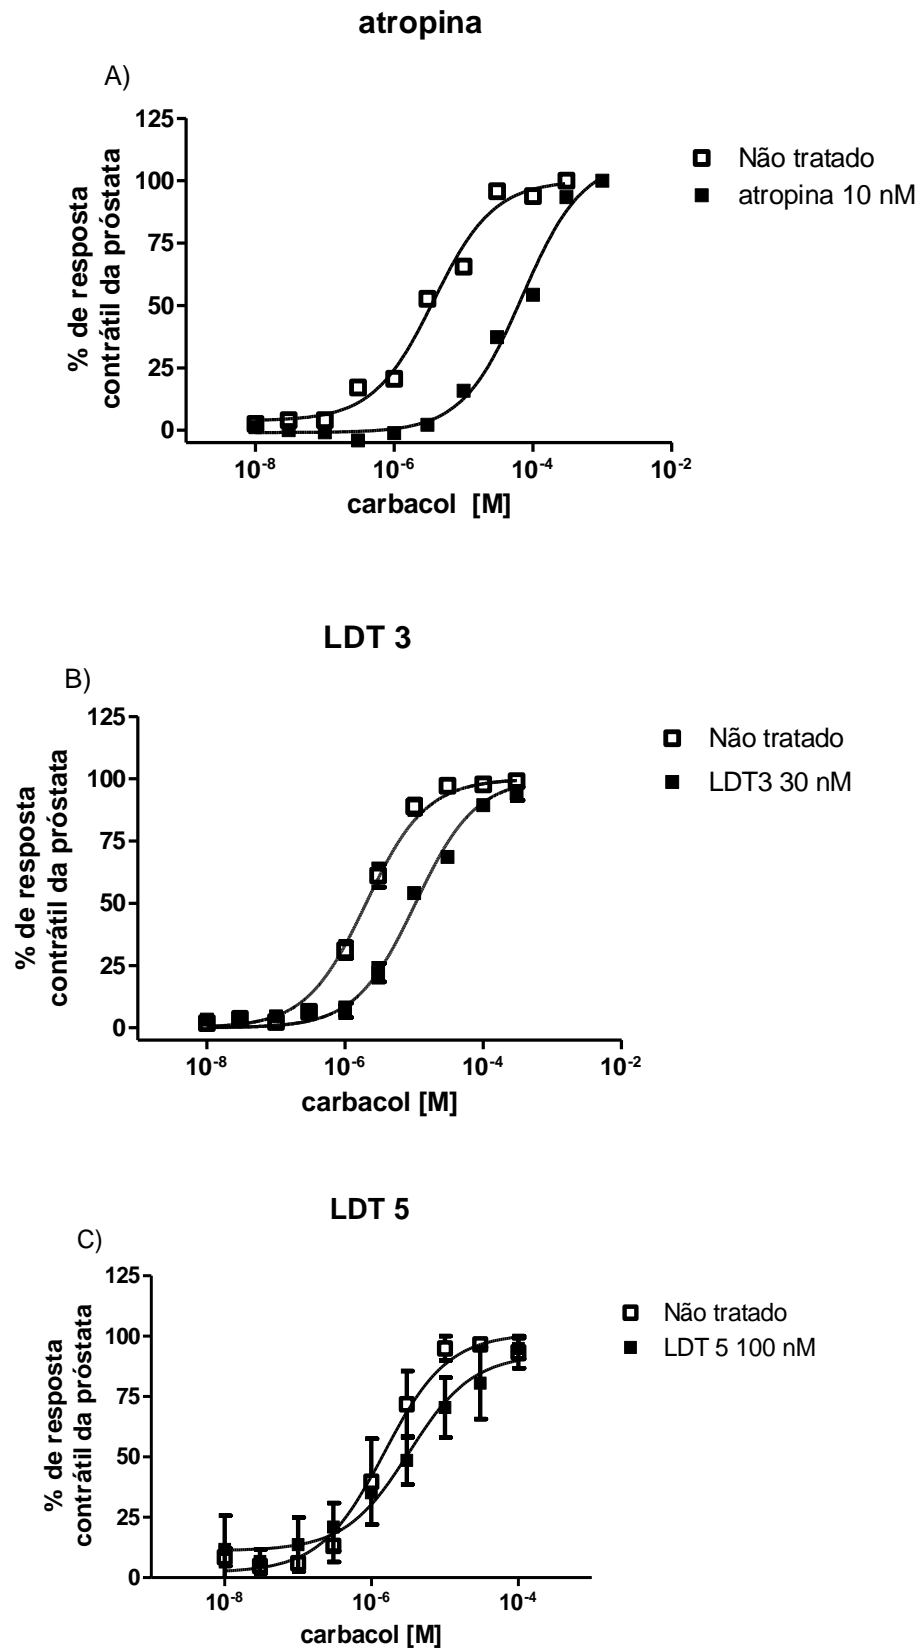 atropina
A)
125
100
75
50
25
0
% de resposta
contrátil da próstata
10-8
10-6
10-4
10-2
carbacol [M]
Não tratado
atropina 10 nM
LDT 3
B)
125
100
75
50
25
0
% de resposta
contrátil da próstata
10-8
10-6
10-4
10-2
carbacol [M]
Não tratado
LDT3 30 nM
LDT 5
C)
125
100
75
50
25
0
% de resposta
contrátil da próstata
10-8
10-6
10-4
carbacol [M]
Não tratado
LDT 5 100 nM